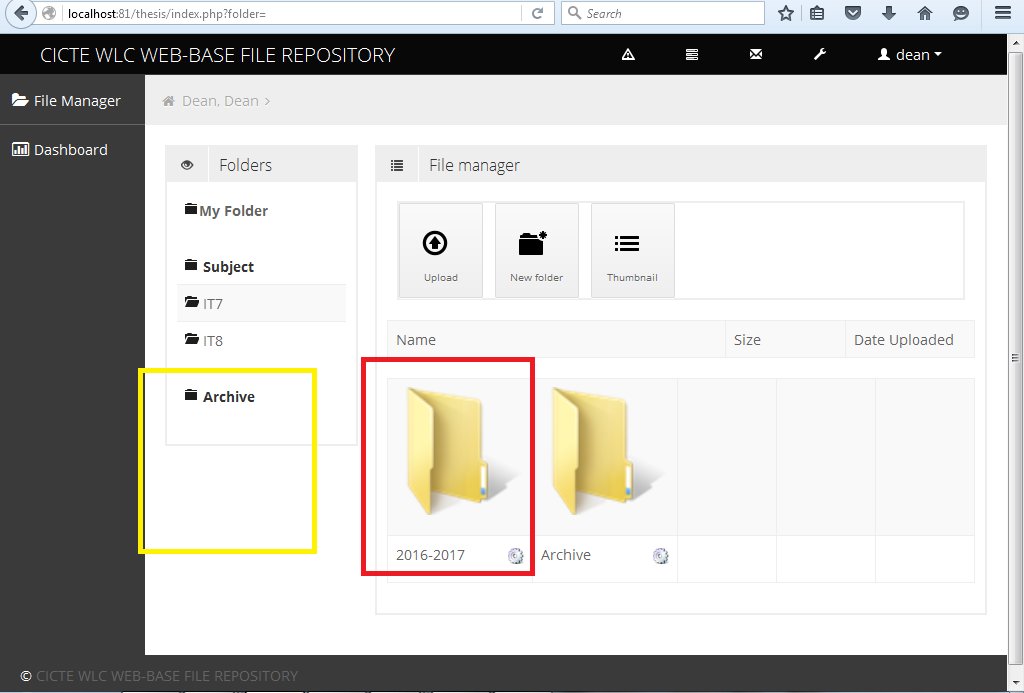 localhost:81/thesis/index.php?folder=
Search
CICTE WLC WEB-BASE FILE REPOSITORY
dean
File Manager
Dean, Dean >
Dashboard
Folders
My Folder
Subject
IT7
IT8
Archive
File manager
Upload
New folder
Thumbnail
Name Size Date Uploaded
2016-2017 Archive
© CICTE WLC WEB-BASE FILE REPOSITORY